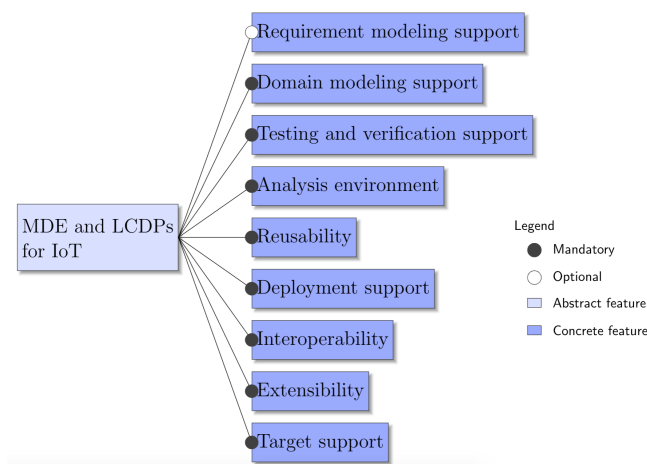 Requirement modeling support
Domain modeling support
Testing and verification support
Analysis environment
MDE and LCDPs
for IoT
Reusability
Deployment support
Interoperability
Extensibility
Target support
Legend
Mandatory
Optional
Abstract feature
Concrete feature